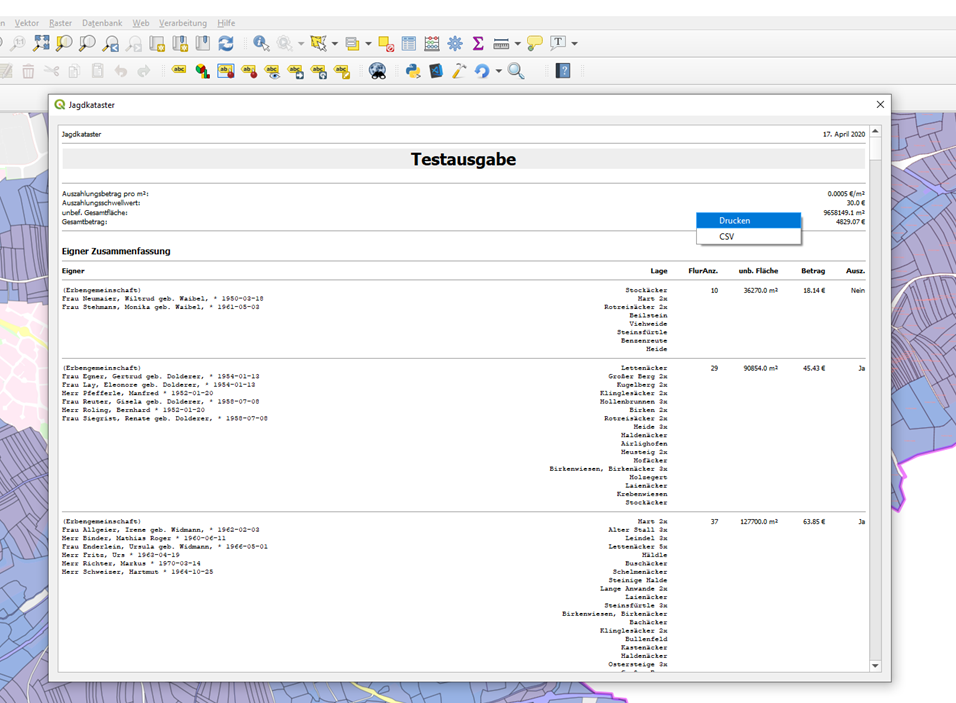 n Vektor Raster Datenbank Web Verarbeitung Hilfe
Jagdkataster
Jagdkataster 17. April 2020
Testausgabe
Auszahlungsbetrag pro m²: 0.0005 €/m²
Auszahlungsschwellwert: 30.0 €
unbef. Gesamtfläche: 9658149.1 m²
Gesamtbetrag: 4829.07 €
Drucken
CSV
Eigner Zusammenfassung
Eigner Lage FlurAnz. unb. Fläche Betrag Ausz.
(Erbengemeinschaft) Stockäcker 10 36270.0 m² 18.14 € Nein
Frau Neumaier, Wiltrud geb. Waibel, * 1950-03-18 Hart 2x
Frau Stehmans, Monika geb. Waibel, * 1961-05-03 Rotreisäcker 2x
Beilstein
Viehweide
Steinsfürtle
Benzenreute
Heide
(Erbengemeinschaft) Lettenäcker 29 90854.0 m² 45.43 € Ja
Frau Egner, Gertrud geb. Dolderer, * 1954-01-13 Großer Berg 2x
Frau Lay, Eleonore geb. Dolderer, * 1954-01-13 Kugelberg 2x
Herr Pfefferle, Manfred * 1952-01-20 Klinglesäcker 2x
Frau Reuter, Gisela geb. Dolderer, * 1958-07-08 Hollenbrunnen 3x
Herr Roling, Bernhard * 1952-01-20 Birken 2x
Frau Siegrist, Renate geb. Dolderer, * 1958-07-08 Rotreisäcker 2x
Heide 3x
Haldenäcker
Airlighofen
Heusteig 2x
Hofäcker
Birkenwiesen, Birkenäcker 3x
Holzegert
Laienäcker
Krebenwiesen
Stockäcker
(Erbengemeinschaft) Hart 2x 37 127700.0 m² 63.85 € Ja
Frau Allgeier, Irene geb. Widmann, * 1962-02-03 Alter Stall 3x
Herr Binder, Mathias Roger * 1960-06-11 Leindel 3x
Frau Enderlein, Ursula geb. Widmann, * 1966-05-01 Lettenäcker 5x
Herr Fritz, Urs * 1963-04-19 Häldle
Herr Richter, Markus * 1970-03-14 Buschäcker
Herr Schweizer, Hartmut * 1964-10-25 Schelmenäcker
Steinige Halde
Lange Anwande 2x
Laienäcker
Steinsfürtle 3x
Birkenwiesen, Birkenäcker
Bachäcker
Klinglesäcker 2x
Bullenfeld
Kastenäcker
Haldenäcker
Ostersteige 3x